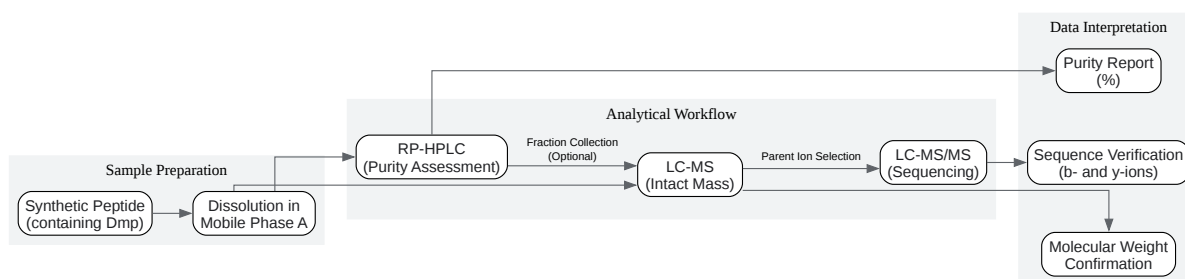 Data Interpretation
Purity Report
(%)
Analytical Workflow
RP-HPLC
(Purity Assessment)
Fraction Collection
(Optional)
LC-MS
(Intact Mass)
Parent Ion Selection
LC-MS/MS
(Sequencing)
Sequence Verification
(b- and y-ions)
Sample Preparation
Synthetic Peptide
(containing Dmp)
Dissolution in
Mobile Phase A
Molecular Weight
Confirmation